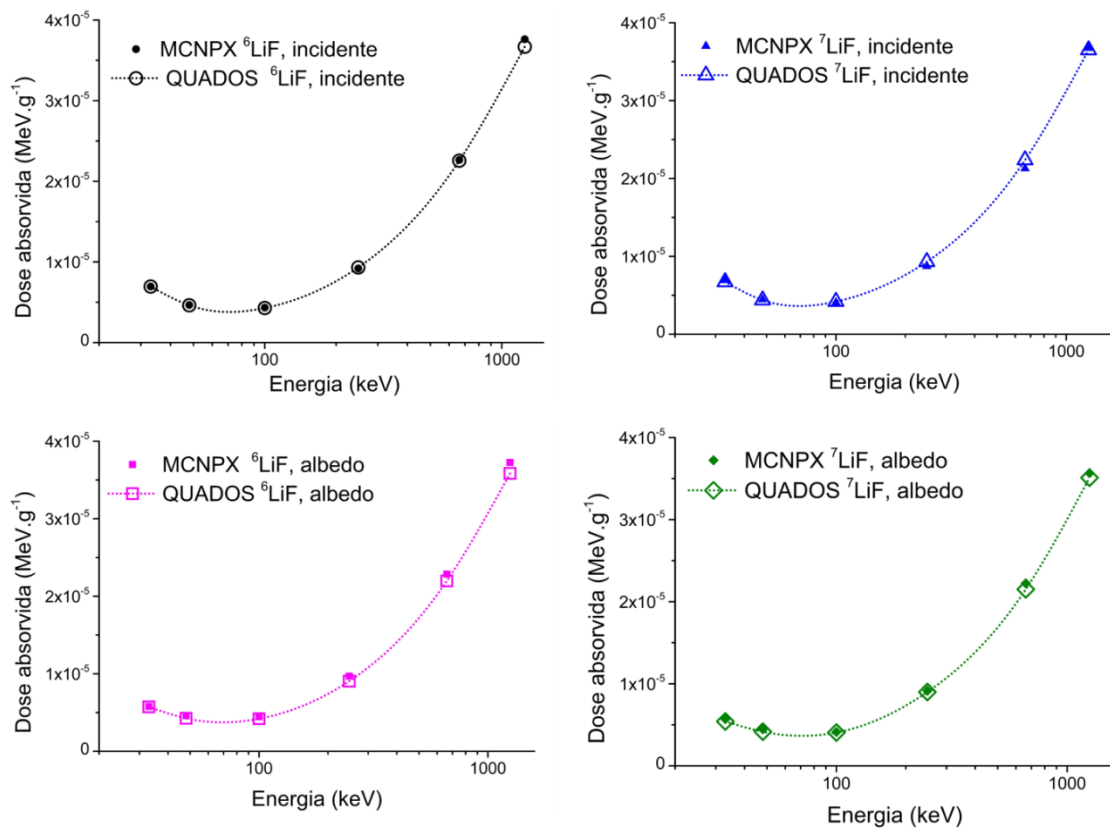 4x10⁻⁵
3x10⁻⁵
2x10⁻⁵
1x10⁻⁵
0
Dose absorvida (MeV.g⁻¹)
MCNPX ⁶LiF, incidente
QUADOS ⁶LiF, incidente
100 1000
Energia (keV)
4x10⁻⁵
3x10⁻⁵
2x10⁻⁵
1x10⁻⁵
0
Dose absorvida (MeV.g⁻¹)
MCNPX ⁷LiF, incidente
QUADOS ⁷LiF, incidente
100 1000
Energia (keV)
4x10⁻⁵
3x10⁻⁵
2x10⁻⁵
1x10⁻⁵
0
Dose absorvida (MeV.g⁻¹)
MCNPX ⁶LiF, albedo
QUADOS ⁶LiF, albedo
100 1000
Energia (keV)
4x10⁻⁵
3x10⁻⁵
2x10⁻⁵
1x10⁻⁵
0
Dose absorvida (MeV.g⁻¹)
MCNPX ⁷LiF, albedo
QUADOS ⁷LiF, albedo
100 1000
Energia (keV)